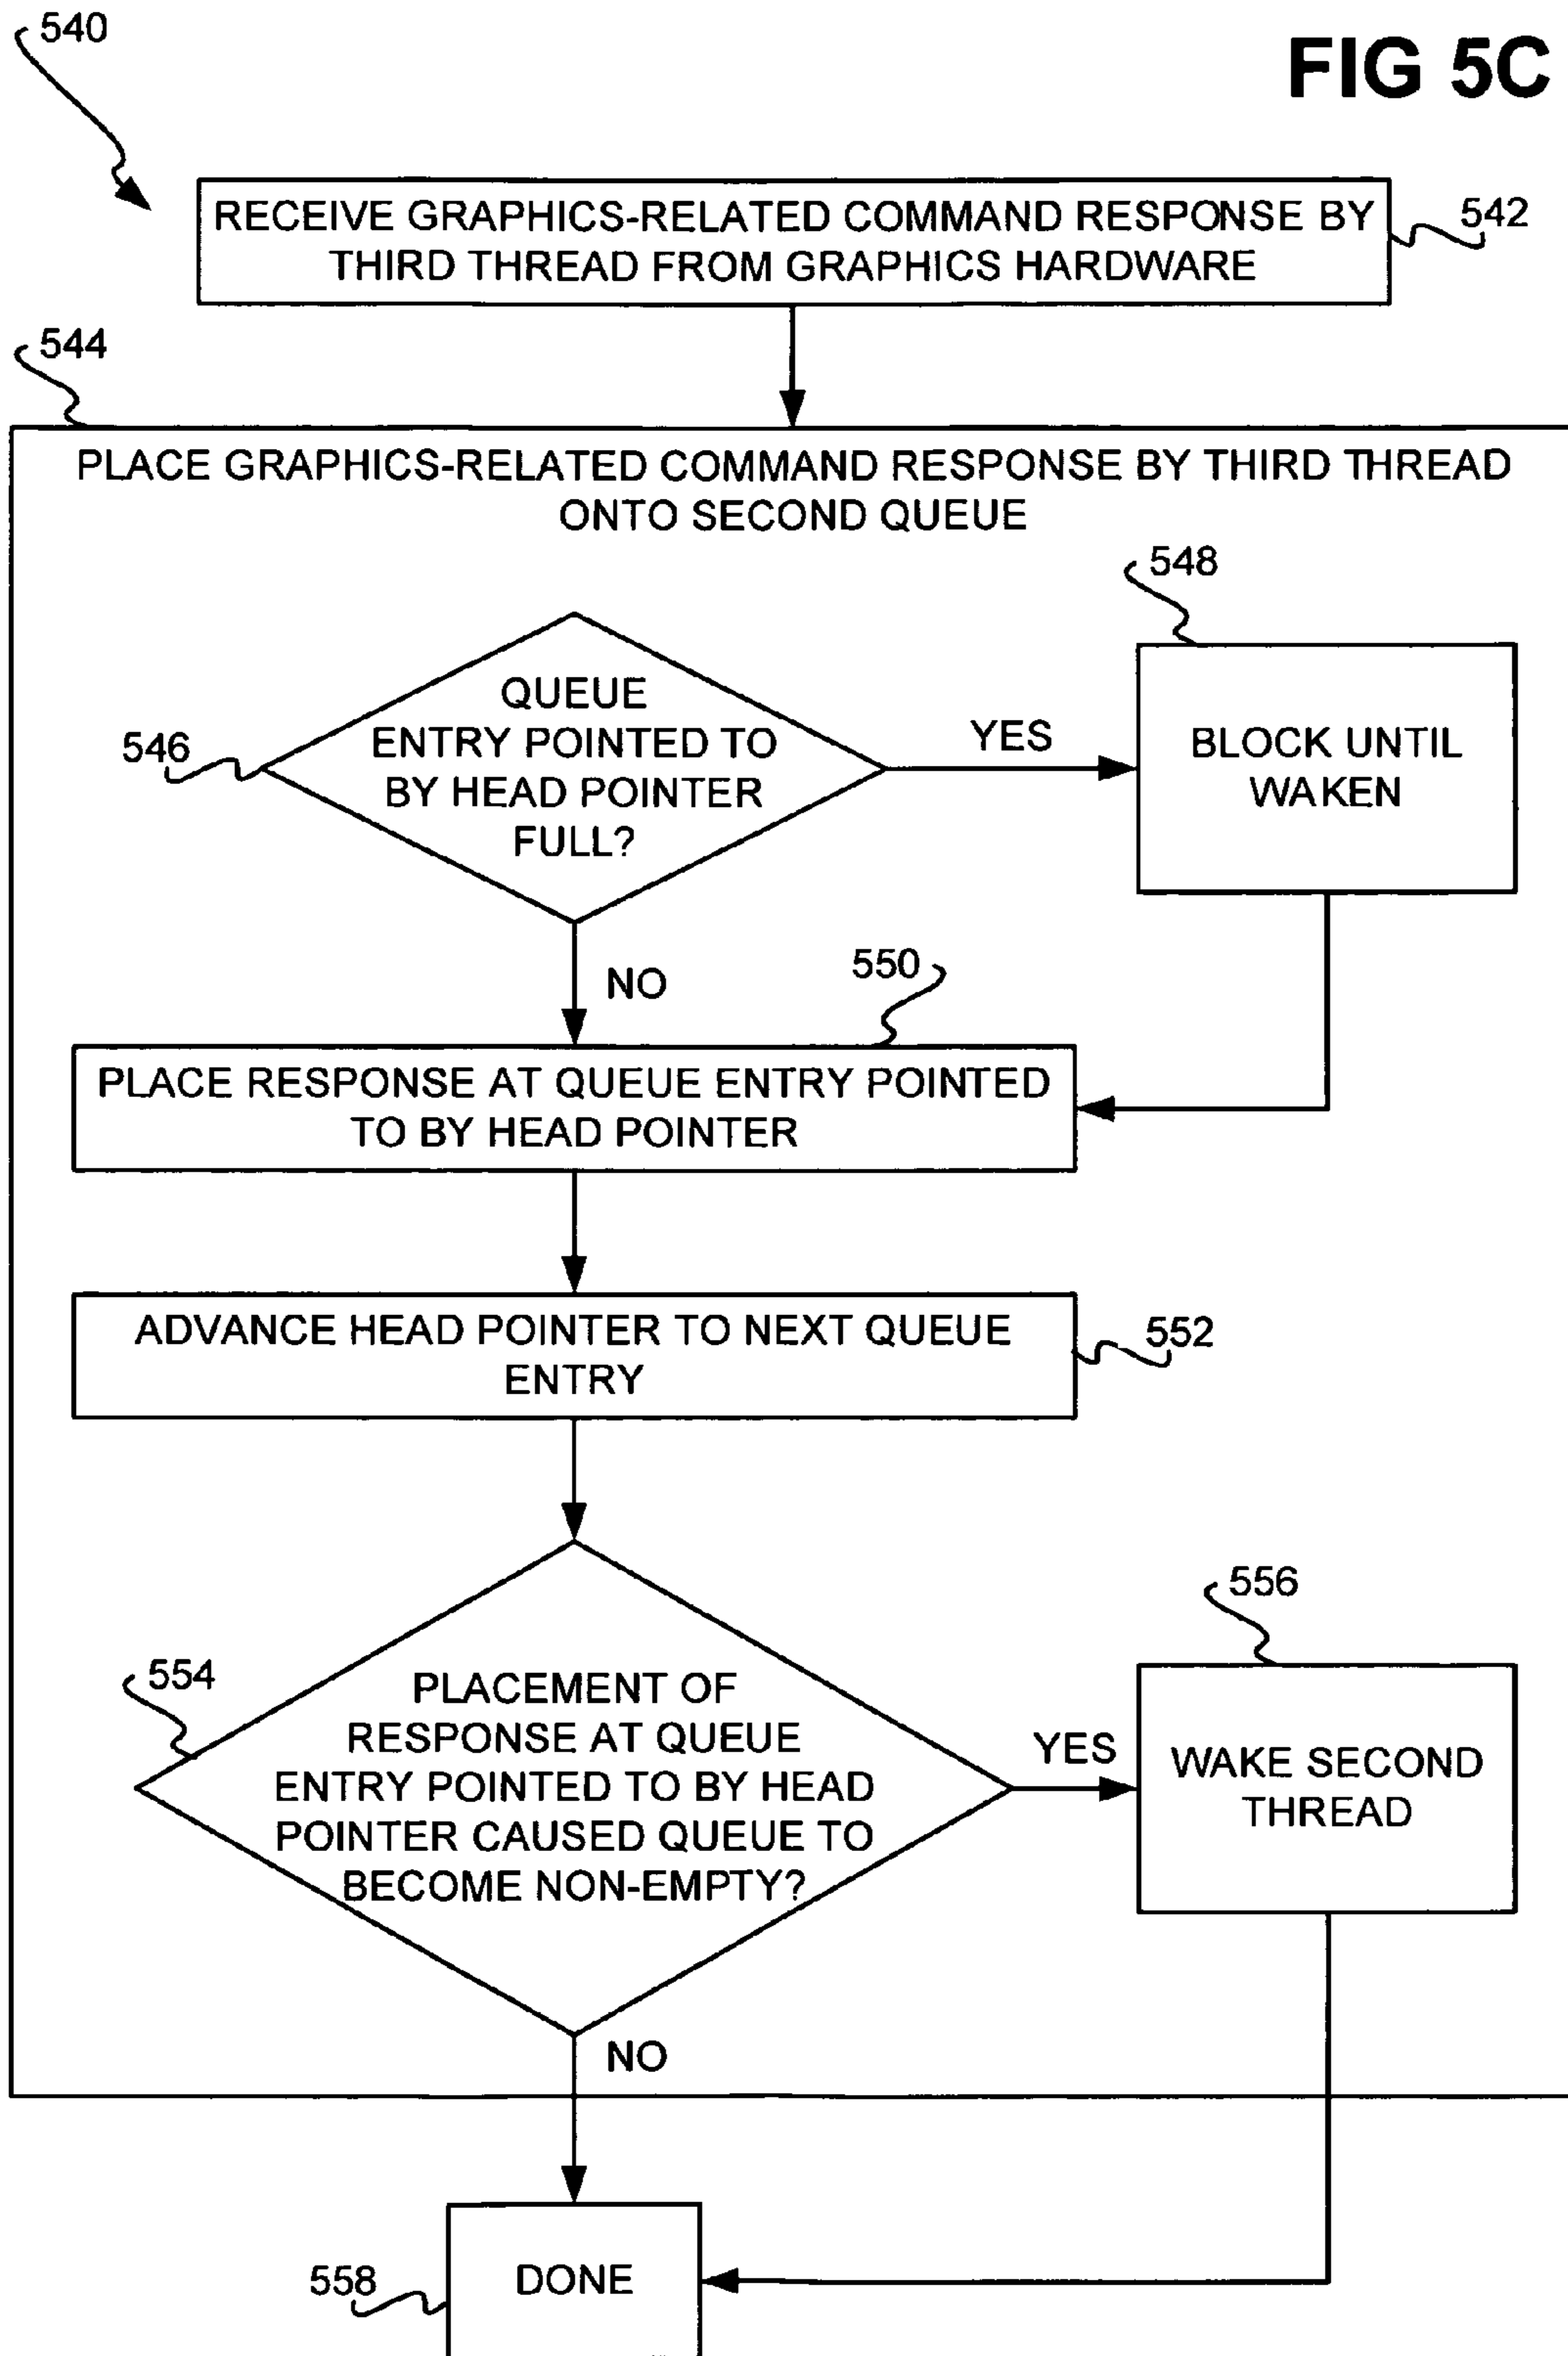 540
FIG 5C
RECEIVE GRAPHICS-RELATED COMMAND RESPONSE BY
THIRD THREAD FROM GRAPHICS HARDWARE
542
544
PLACE GRAPHICS-RELATED COMMAND RESPONSE BY THIRD THREAD
ONTO SECOND QUEUE
548
QUEUE
ENTRY POINTED TO
BY HEAD POINTER
FULL?
546
YES
BLOCK UNTIL
WAKEN
NO
550
PLACE RESPONSE AT QUEUE ENTRY POINTED
TO BY HEAD POINTER
ADVANCE HEAD POINTER TO NEXT QUEUE
ENTRY
552
556
554
PLACEMENT OF
RESPONSE AT QUEUE
ENTRY POINTED TO BY HEAD
POINTER CAUSED QUEUE TO
BECOME NON-EMPTY?
YES
WAKE SECOND
THREAD
NO
558
DONE